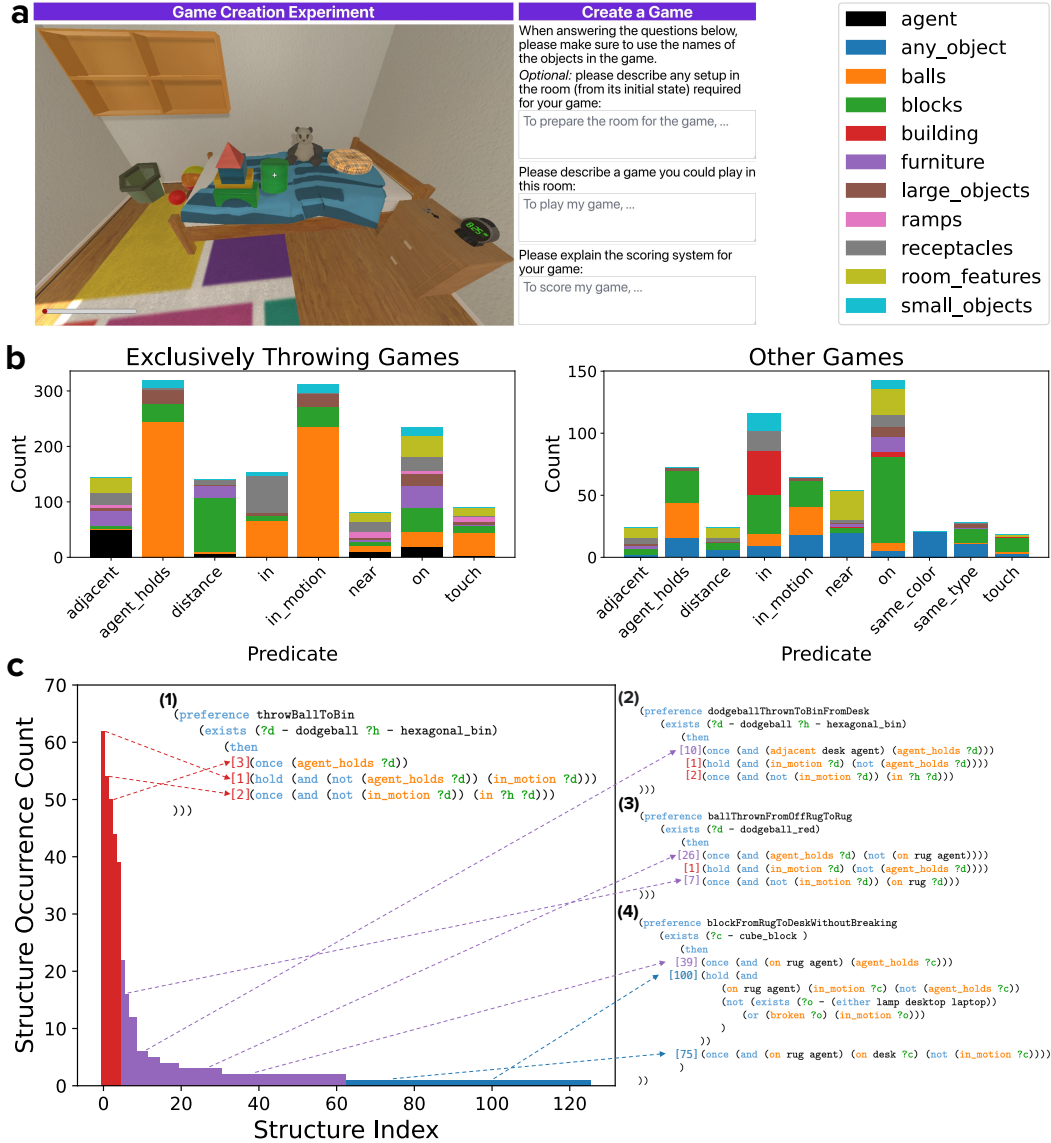 a
Game Creation Experiment
Create a Game
When answering the questions below,
please make sure to use the names of
the objects in the game.
Optional: please describe any setup in
the room (from its initial state) required
for your game:
To prepare the room for the game, ...
Please describe a game you could play in
this room:
To play my game, ...
Please explain the scoring system for
your game:
To score my game, ...
8:25
agent
any_object
balls
blocks
building
furniture
large_objects
ramps
receptacles
room_features
small_objects
b
Exclusively Throwing Games
Count
300
200
100
0
adjacent
agent_holds
distance
in
in_motion
near
on
touch
Predicate
Other Games
Count
150
100
50
0
adjacent
agent_holds
distance
in
in_motion
near
on
same_color
same_type
touch
Predicate
c
Structure Occurrence Count
70
60
50
40
30
20
10
0
0
20
40
60
80
100
120
Structure Index
(1)
(preference throwBallToBin
(exists (?d - dodgeball ?h - hexagonal_bin)
(then
[3](once (agent_holds ?d))
[1](hold (and (not (agent_holds ?d)) (in_motion ?d)))
[2](once (and (not (in_motion ?d)) (in ?h ?d)))
)))
(2)
(preference dodgeballThrownToBinFromDesk
(exists (?d - dodgeball ?h - hexagonal_bin)
(then
[10](once (and (adjacent desk agent) (agent_holds ?d)))
[1](hold (and (in_motion ?d) (not (agent_holds ?d))))
[2](once (and (not (in_motion ?d)) (in ?h ?d)))
)))
(3)
(preference ballThrownFromOffRugToRug
(exists (?d - dodgeball_red)
(then
[26](once (and (agent_holds ?d) (not (on rug agent))))
[1](hold (and (in_motion ?d) (not (agent_holds ?d))))
[7](once (and (not (in_motion ?d)) (on rug ?d)))
)))
(4)
(preference blockFromRugToDeskWithoutBreaking
(exists (?c - cube_block )
(then
[39](once (and (on rug agent) (agent_holds ?c)))
[100](hold (and
(on rug agent) (in_motion ?c) (not (agent_holds ?c))
(not (exists (?o - (either lamp desktop laptop))
(or (broken ?o) (in_motion ?o)))
)
))
[75](once (and (on rug agent) (on desk ?c) (not (in_motion ?c))))
)
))